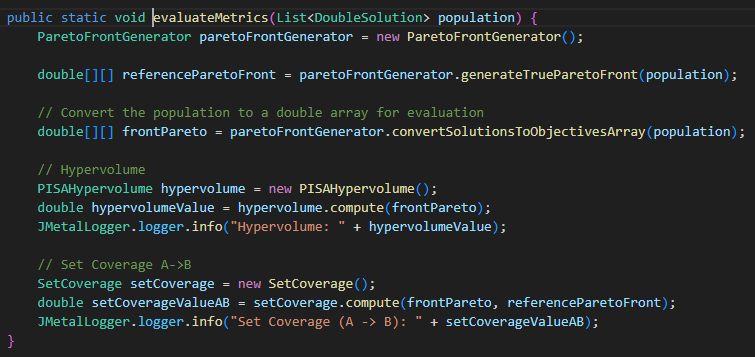 public static void evaluateMetrics(List<DoubleSolution> population) {
ParetoFrontGenerator paretoFrontGenerator = new ParetoFrontGenerator();
double[][] referenceParetoFront = paretoFrontGenerator.generateTrueParetoFront(population);
// Convert the population to a double array for evaluation
double[][] frontPareto = paretoFrontGenerator.convertSolutionsToObjectivesArray(population);
// Hypervolume
PISAHypervolume hypervolume = new PISAHypervolume();
double hypervolumeValue = hypervolume.compute(frontPareto);
JMetalLogger.logger.info("Hypervolume: " + hypervolumeValue);
// Set Coverage A->B
SetCoverage setCoverage = new SetCoverage();
double setCoverageValueAB = setCoverage.compute(frontPareto, referenceParetoFront);
JMetalLogger.logger.info("Set Coverage (A -> B): " + setCoverageValueAB);
}